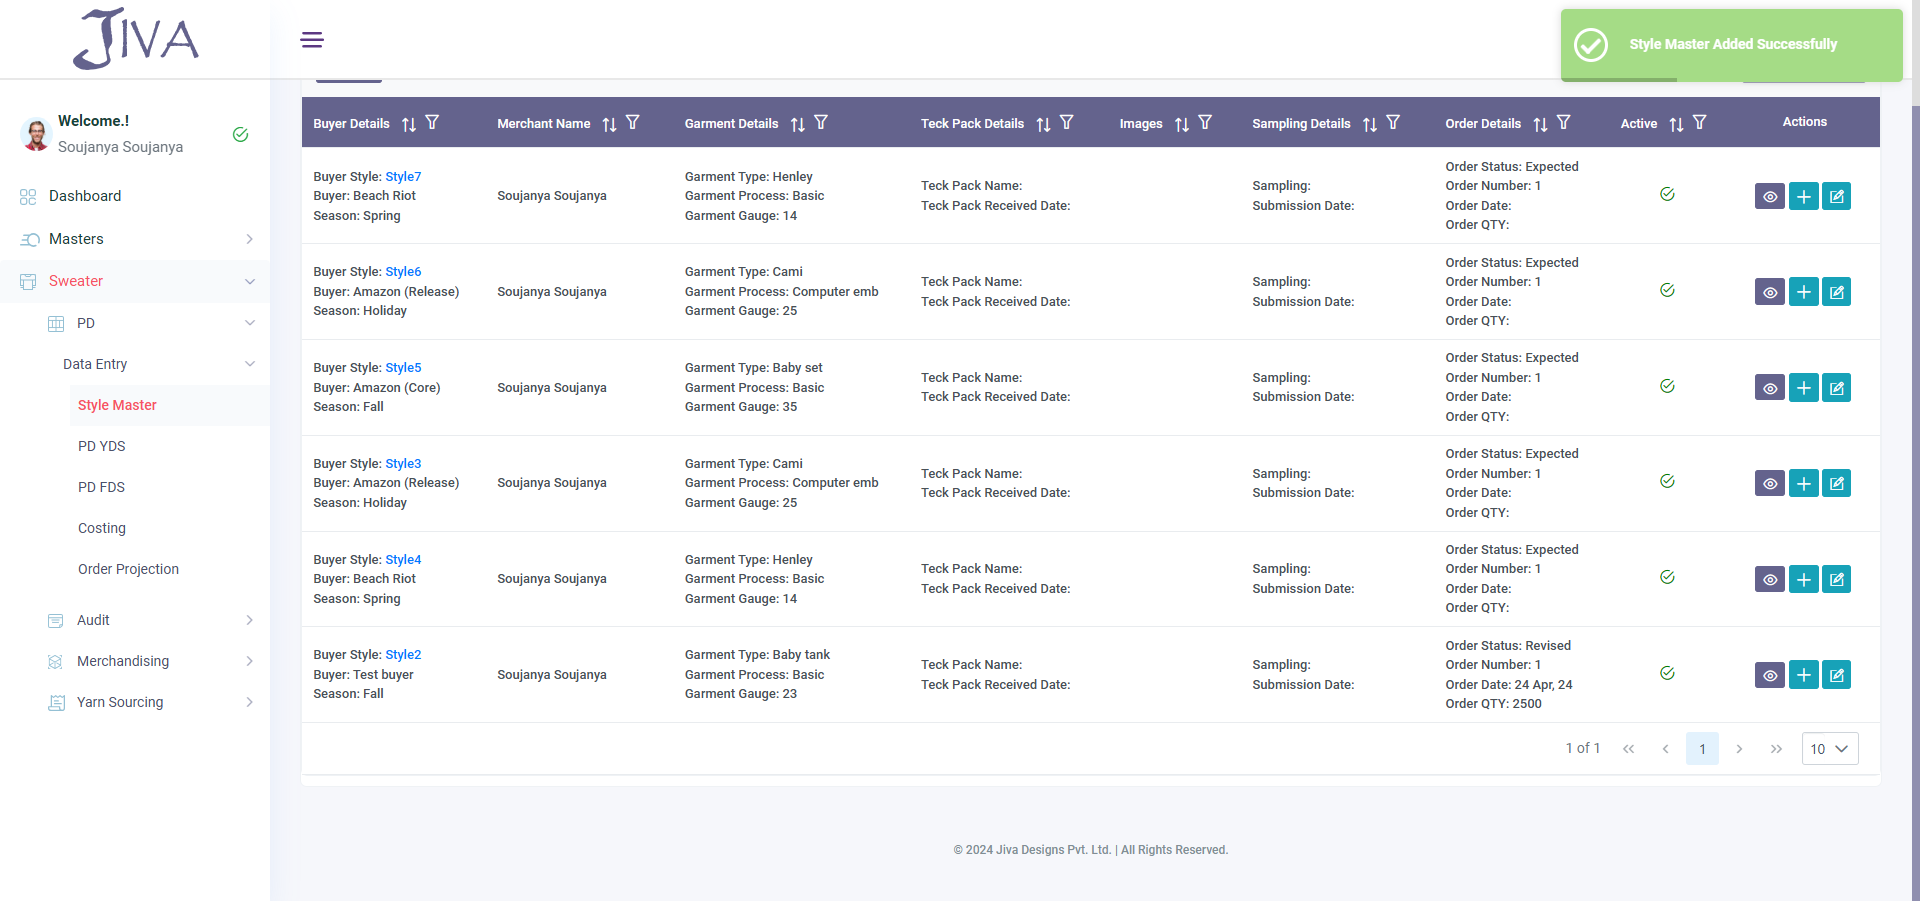 JIVA
Style Master Added Successfully
Welcome.!
Soujanya Soujanya
Dashboard
Masters
Sweater
PD
Data Entry
Style Master
PD YDS
PD FDS
Costing
Order Projection
Audit
Merchandising
Yarn Sourcing
Buyer Details
Merchant Name
Garment Details
Teck Pack Details
Images
Sampling Details
Order Details
Active
Actions
Buyer Style: Style7
Buyer: Beach Riot
Season: Spring
Soujanya Soujanya
Garment Type: Henley
Garment Process: Basic
Garment Gauge: 14
Teck Pack Name:
Teck Pack Received Date:
Sampling:
Submission Date:
Order Status: Expected
Order Number: 1
Order Date:
Order QTY:
Buyer Style: Style6
Buyer: Amazon (Release)
Season: Holiday
Soujanya Soujanya
Garment Type: Cami
Garment Process: Computer emb
Garment Gauge: 25
Teck Pack Name:
Teck Pack Received Date:
Sampling:
Submission Date:
Order Status: Expected
Order Number: 1
Order Date:
Order QTY:
Buyer Style: Style5
Buyer: Amazon (Core)
Season: Fall
Soujanya Soujanya
Garment Type: Baby set
Garment Process: Basic
Garment Gauge: 35
Teck Pack Name:
Teck Pack Received Date:
Sampling:
Submission Date:
Order Status: Expected
Order Number: 1
Order Date:
Order QTY:
Buyer Style: Style3
Buyer: Amazon (Release)
Season: Holiday
Soujanya Soujanya
Garment Type: Cami
Garment Process: Computer emb
Garment Gauge: 25
Teck Pack Name:
Teck Pack Received Date:
Sampling:
Submission Date:
Order Status: Expected
Order Number: 1
Order Date:
Order QTY:
Buyer Style: Style4
Buyer: Beach Riot
Season: Spring
Soujanya Soujanya
Garment Type: Henley
Garment Process: Basic
Garment Gauge: 14
Teck Pack Name:
Teck Pack Received Date:
Sampling:
Submission Date:
Order Status: Expected
Order Number: 1
Order Date:
Order QTY:
Buyer Style: Style2
Buyer: Test buyer
Season: Fall
Soujanya Soujanya
Garment Type: Baby tank
Garment Process: Basic
Garment Gauge: 23
Teck Pack Name:
Teck Pack Received Date:
Sampling:
Submission Date:
Order Status: Revised
Order Number: 1
Order Date: 24 Apr, 24
Order QTY: 2500
1 of 1 « ‹ 1 › » 10
© 2024 Jiva Designs Pvt. Ltd. | All Rights Reserved.